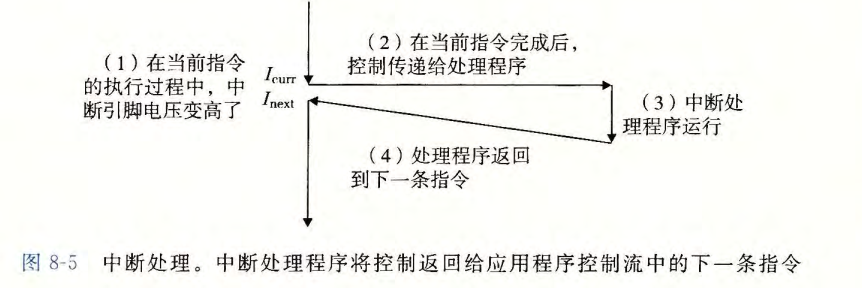 (1)在当前指令
的执行过程中，中
断引脚电压变高了
Icurr
Inext
(2)在当前指令完成后，
控制传递给处理程序
(3)中断处
理程序运行
(4)处理程序返回
到下一条指令
图 8-5 中断处理。中断处理程序将控制返回给应用程序控制流中的下一条指令